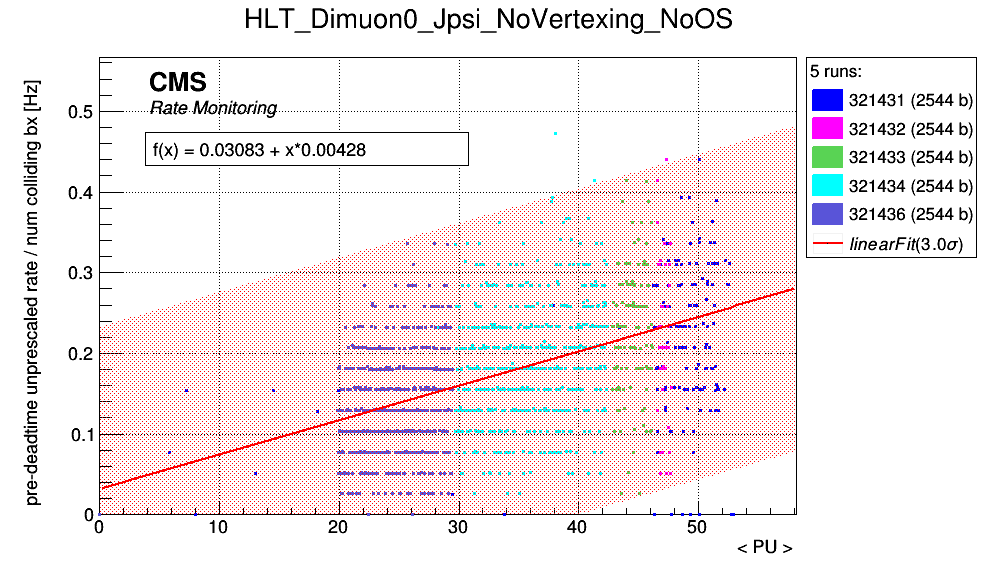 HLT_Dimuon0_Jpsi_NoVertexing_NoOS
CMS
Rate Monitoring
f(x) = 0.03083 + x*0.00428
pre-deadtime unprescaled rate / num colliding bx [Hz]
0.5
0.4
0.3
0.2
0.1
0
0 10 20 30 40 50
< PU >
5 runs:
321431 (2544 b)
321432 (2544 b)
321433 (2544 b)
321434 (2544 b)
321436 (2544 b)
linearFit(3.0σ)